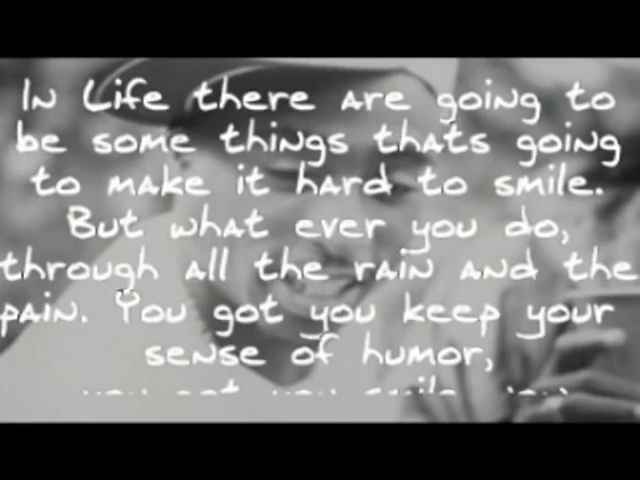 In Life there are going to
be some things thats going
to make it hard to smile.
But what ever you do,
through all the rain and the
pain. You got you keep your
sense of humor,